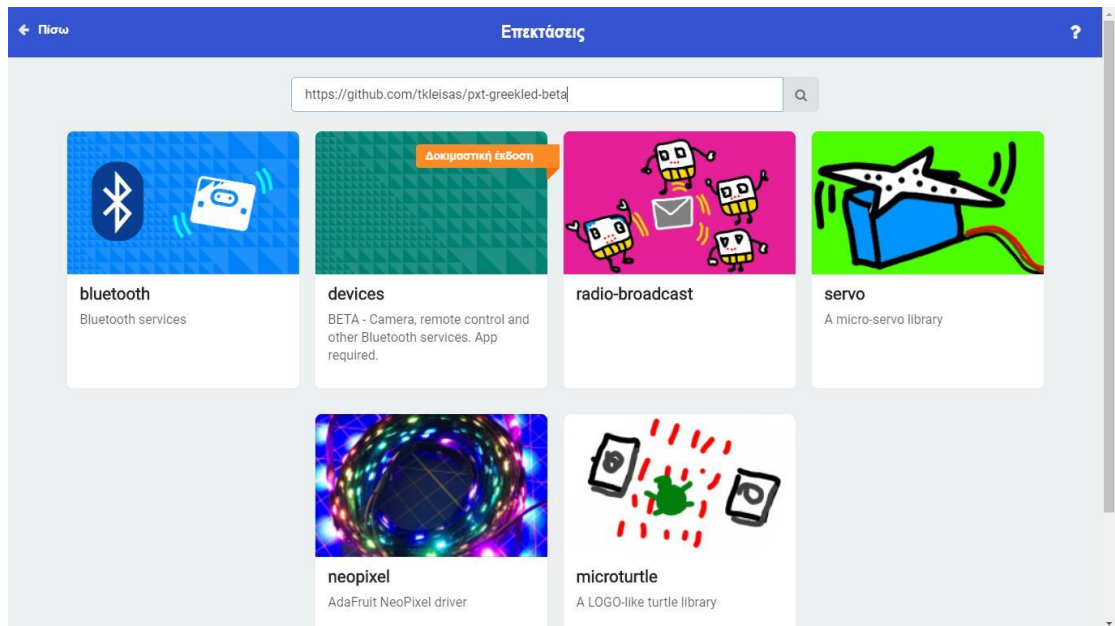 Πίσω
Επεκτάσεις
?
https://github.com/tkleisas/pxt-greekled-beta
Δοκιμαστική έκδοση
bluetooth
Bluetooth services
devices
BETA - Camera, remote control and
other Bluetooth services. App
required.
radio-broadcast
servo
A micro-servo library
neopixel
AdaFruit NeoPixel driver
microturtle
A LOGO-like turtle library